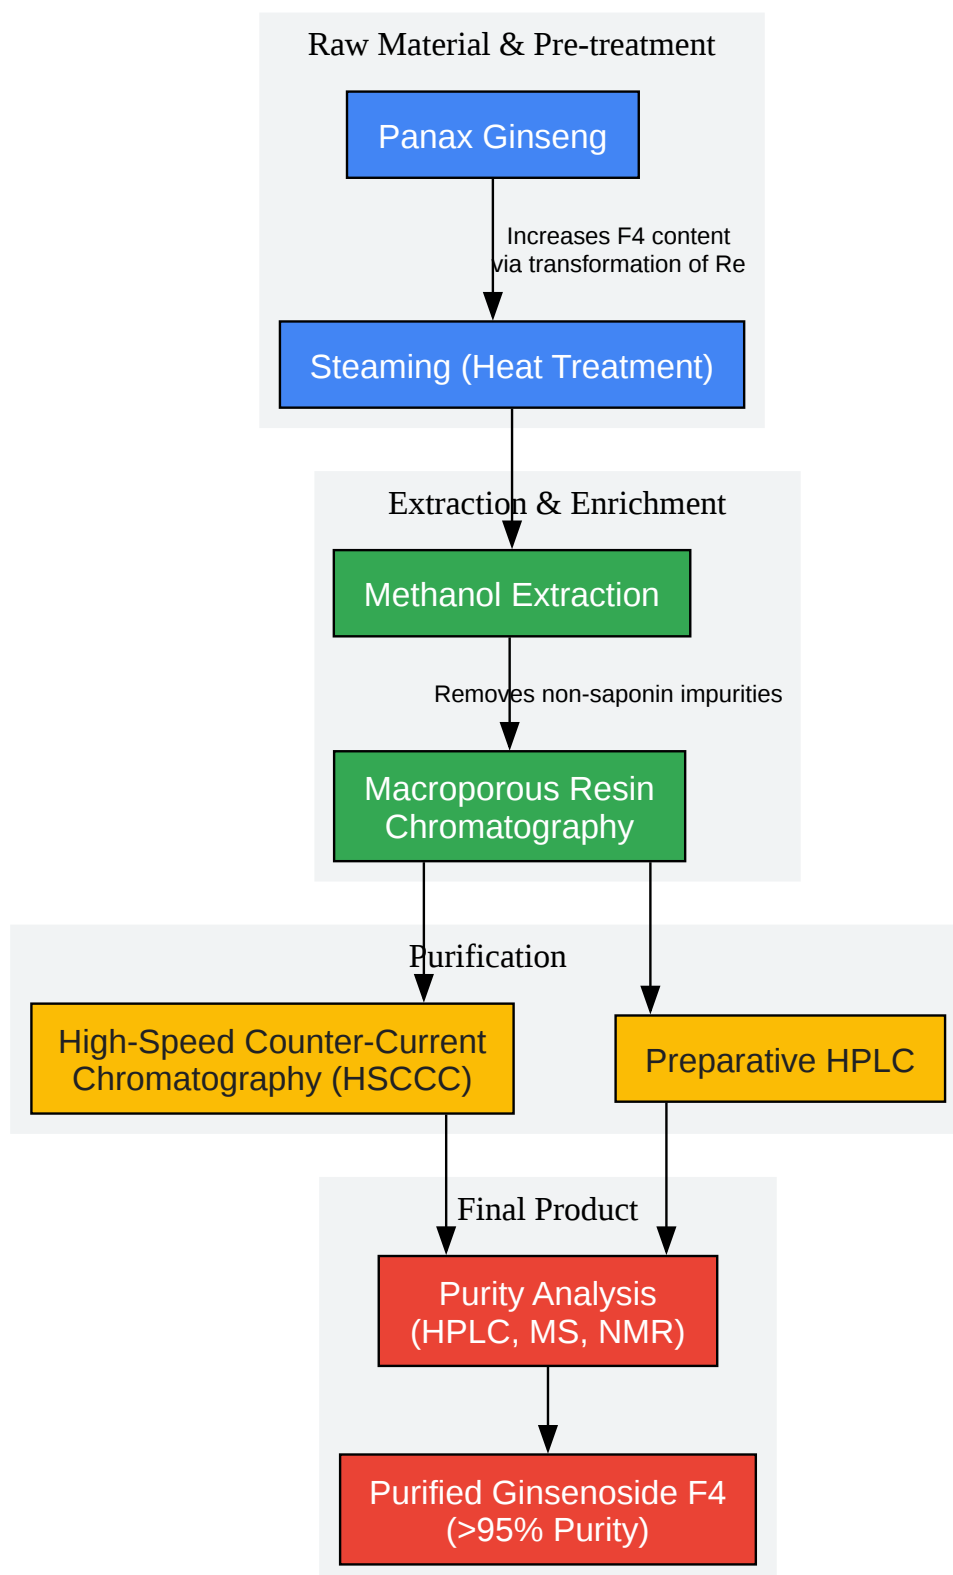 Raw Material & Pre-treatment
Panax Ginseng
Increases F4 content
via transformation of Re
Steaming (Heat Treatment)
Extraction & Enrichment
Methanol Extraction
Removes non-saponin impurities
Macroporous Resin
Chromatography
Purification
High-Speed Counter-Current
Chromatography (HSCCC)
Preparative HPLC
Final Product
Purity Analysis
(HPLC, MS, NMR)
Purified Ginsenoside F4
(>95% Purity)